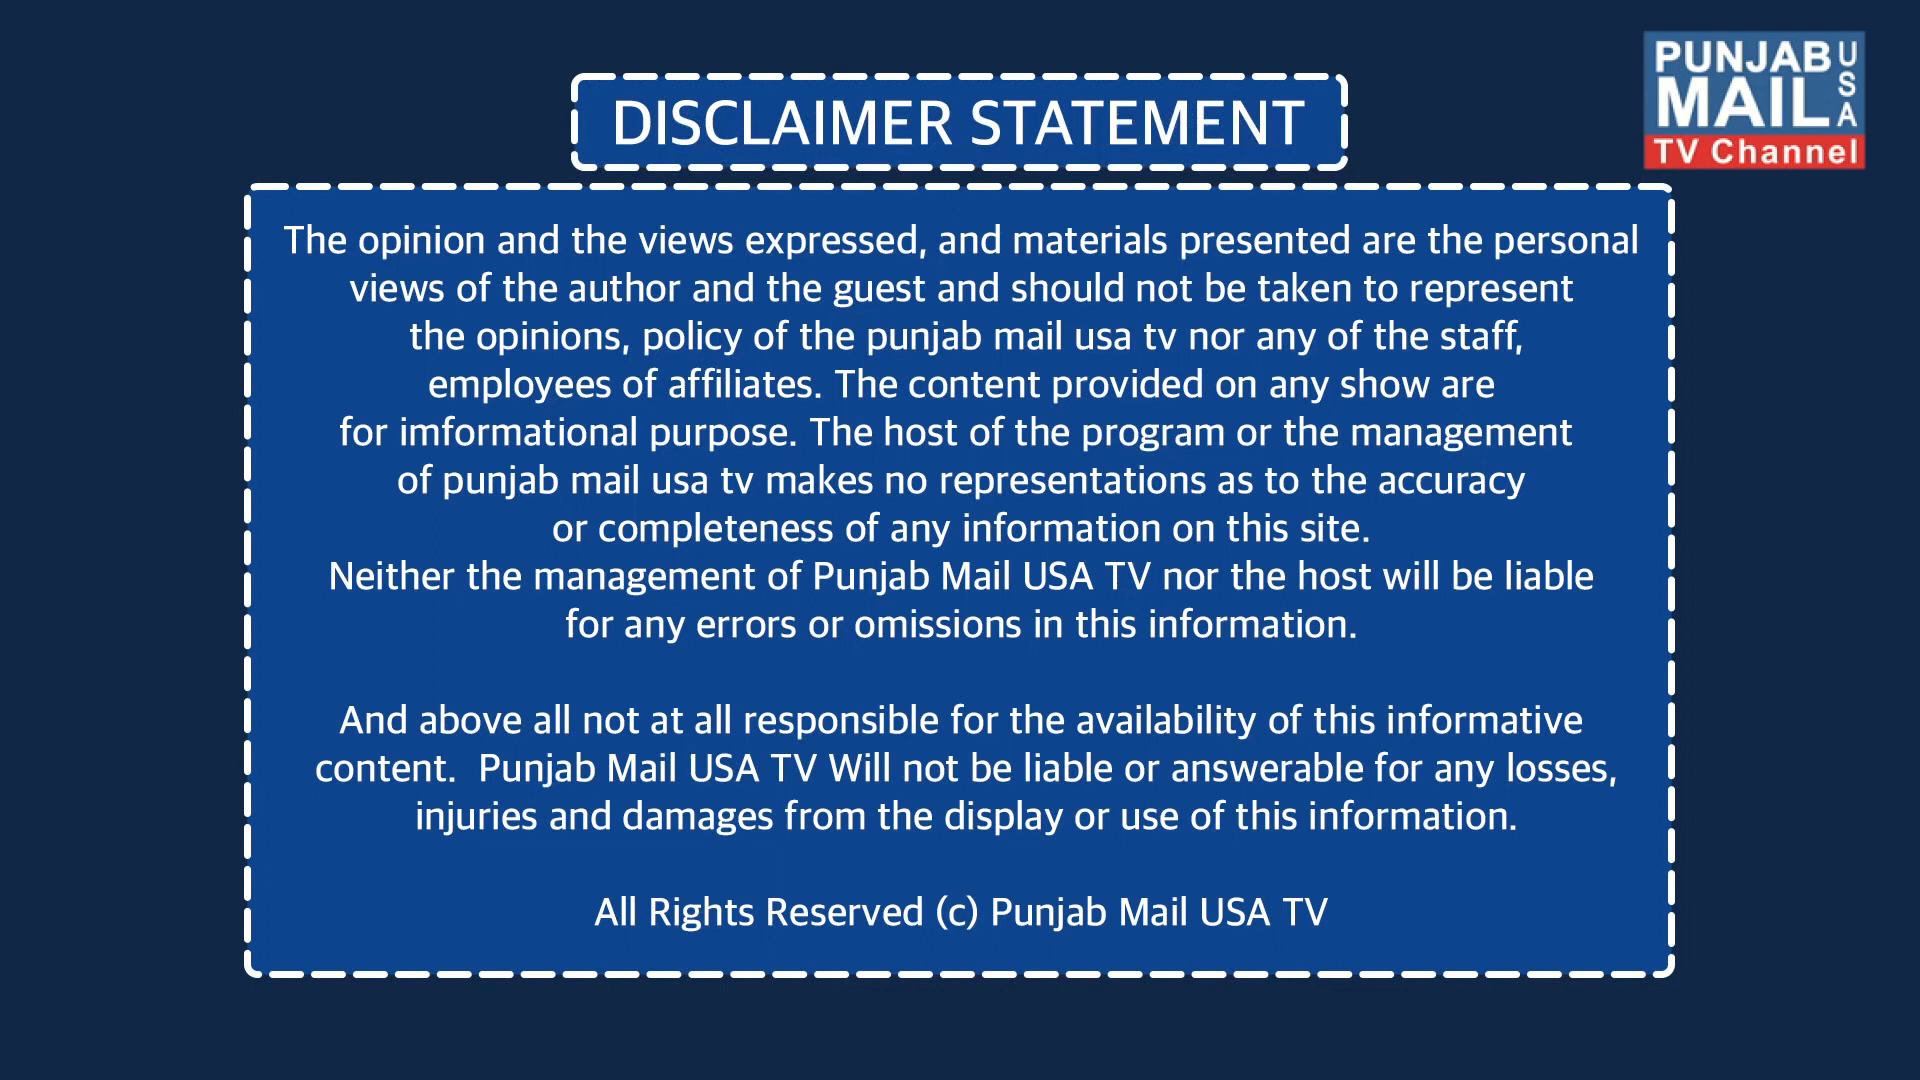 PUNJAB USA
MAIL
TV Channel
DISCLAIMER STATEMENT
The opinion and the views expressed, and materials presented are the personal
views of the author and the guest and should not be taken to represent
the opinions, policy of the punjab mail usa tv nor any of the staff,
employees of affiliates. The content provided on any show are
for imformational purpose. The host of the program or the management
of punjab mail usa tv makes no representations as to the accuracy
or completeness of any information on this site.
Neither the management of Punjab Mail USA TV nor the host will be liable
for any errors or omissions in this information.
And above all not at all responsible for the availability of this informative
content.  Punjab Mail USA TV Will not be liable or answerable for any losses,
injuries and damages from the display or use of this information.
All Rights Reserved (c) Punjab Mail USA TV